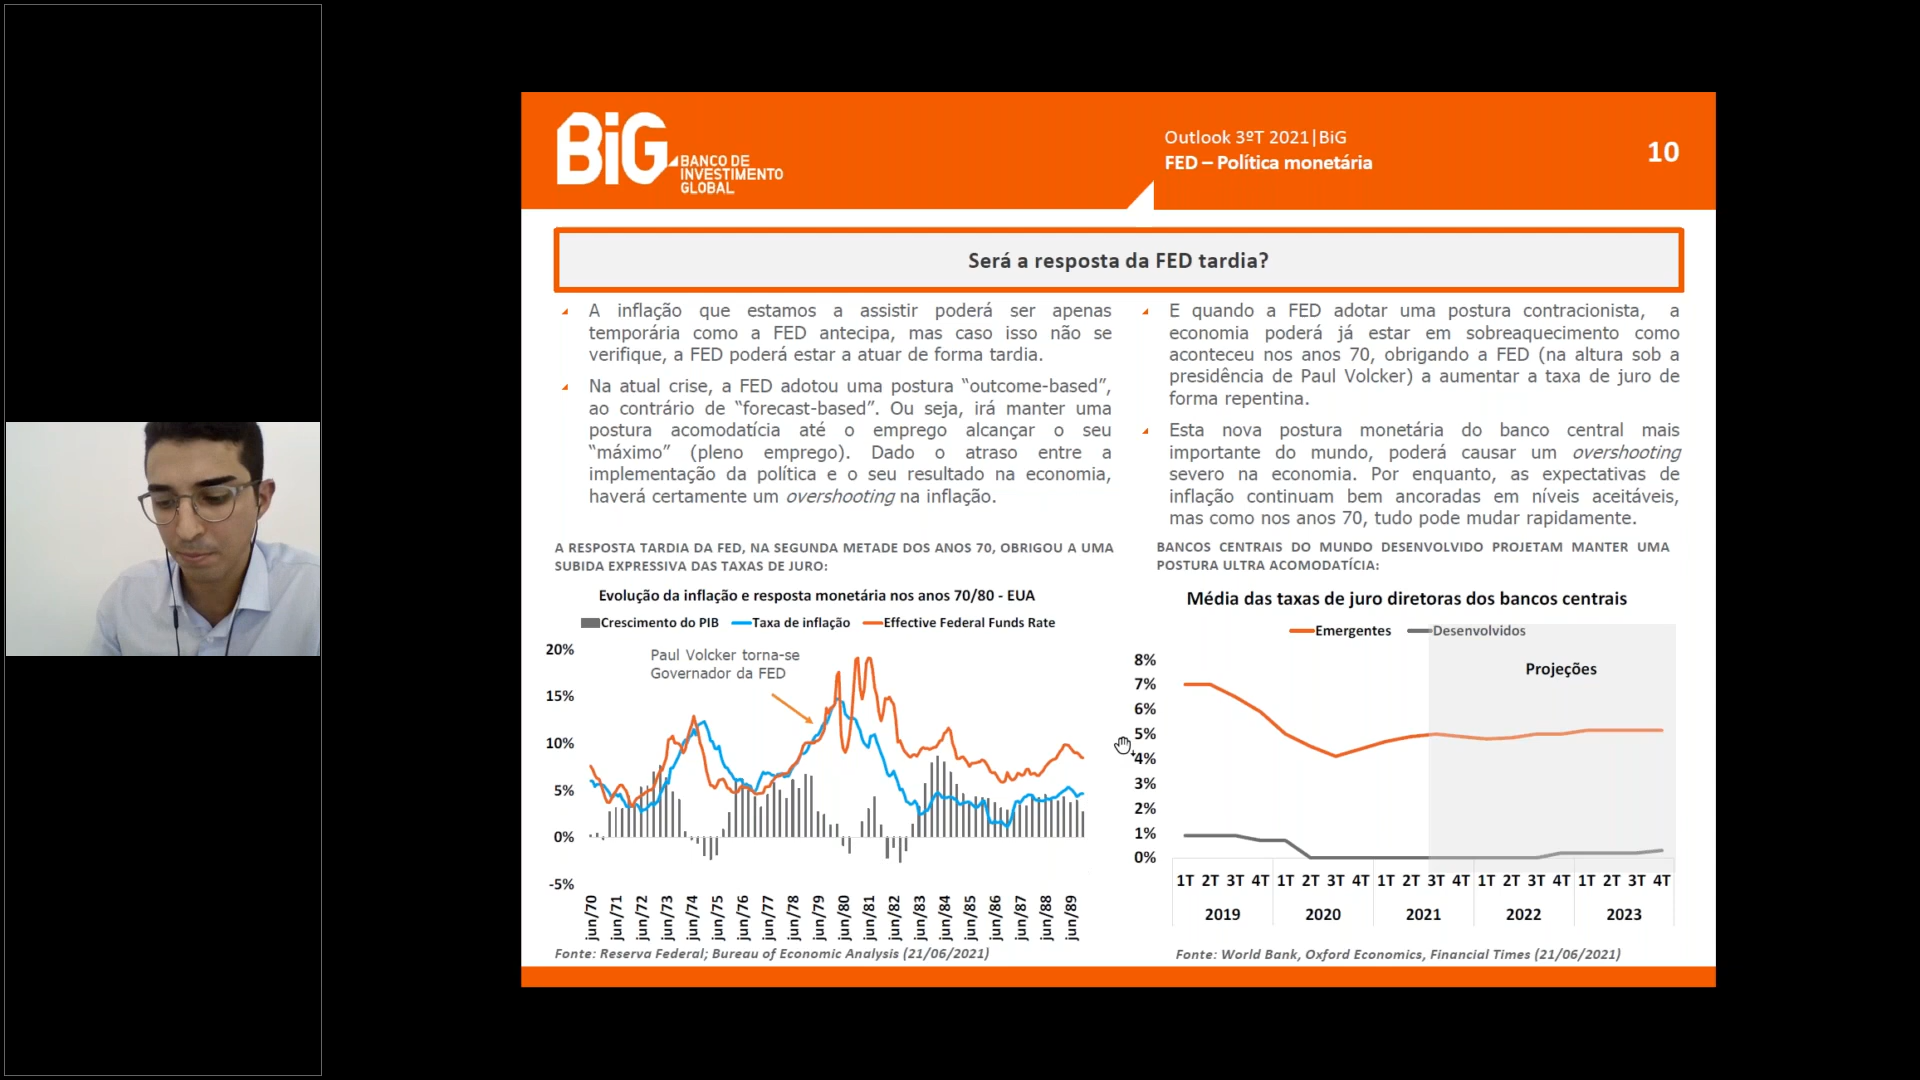 BiG
BANCO DE
INVESTIMENTO
GLOBAL
Outlook 3ºT 2021|BiG
FED – Política monetária
10
Será a resposta da FED tardia?
A inflação que estamos a assistir poderá ser apenas
temporária como a FED antecipa, mas caso isso não se
verifique, a FED poderá estar a atuar de forma tardia.
Na atual crise, a FED adotou uma postura “outcome-based”,
ao contrário de “forecast-based”. Ou seja, irá manter uma
postura acomodatícia até o emprego alcançar o seu
“máximo” (pleno emprego). Dado o atraso entre a
implementação da política e o seu resultado na economia,
haverá certamente um overshooting na inflação.
E quando a FED adotar uma postura contracionista, a
economia poderá já estar em sobreaquecimento como
aconteceu nos anos 70, obrigando a FED (na altura sob a
presidência de Paul Volcker) a aumentar a taxa de juro de
forma repentina.
Esta nova postura monetária do banco central mais
importante do mundo, poderá causar um overshooting
severo na economia. Por enquanto, as expectativas de
inflação continuam bem ancoradas em níveis aceitáveis,
mas como nos anos 70, tudo pode mudar rapidamente.
A RESPOSTA TARDIA DA FED, NA SEGUNDA METADE DOS ANOS 70, OBRIGOU A UMA
SUBIDA EXPRESSIVA DAS TAXAS DE JURO:
Evolução da inflação e resposta monetária nos anos 70/80 - EUA
Crescimento do PIB Taxa de inflação Effective Federal Funds Rate
Paul Volcker torna-se
Governador da FED
20%
15%
10%
5%
0%
-5%
jun/70 jun/71 jun/72 jun/73 jun/74 jun/75 jun/76 jun/77 jun/78 jun/79 jun/80 jun/81 jun/82 jun/83 jun/84 jun/85 jun/86 jun/87 jun/88 jun/89
Fonte: Reserva Federal; Bureau of Economic Analysis (21/06/2021)
BANCOS CENTRAIS DO MUNDO DESENVOLVIDO PROJETAM MANTER UMA
POSTURA ULTRA ACOMODATÍCIA:
Média das taxas de juro diretoras dos bancos centrais
Emergentes Desenvolvidos
Projeções
8%
7%
6%
5%
4%
3%
2%
1%
0%
1T 2T 3T 4T 1T 2T 3T 4T 1T 2T 3T 4T 1T 2T 3T 4T 1T 2T 3T 4T
2019 2020 2021 2022 2023
Fonte: World Bank, Oxford Economics, Financial Times (21/06/2021)